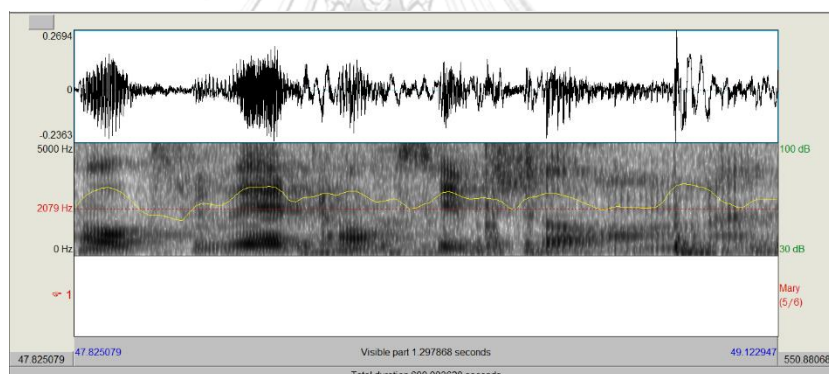 0.2694
0
-0.2363
5000 Hz
100 dB
2079 Hz
0 Hz
30 dB
1
Mary
(5/6)
47.825079
47.825079
Visible part 1.297868 seconds
49.122947
550.88068